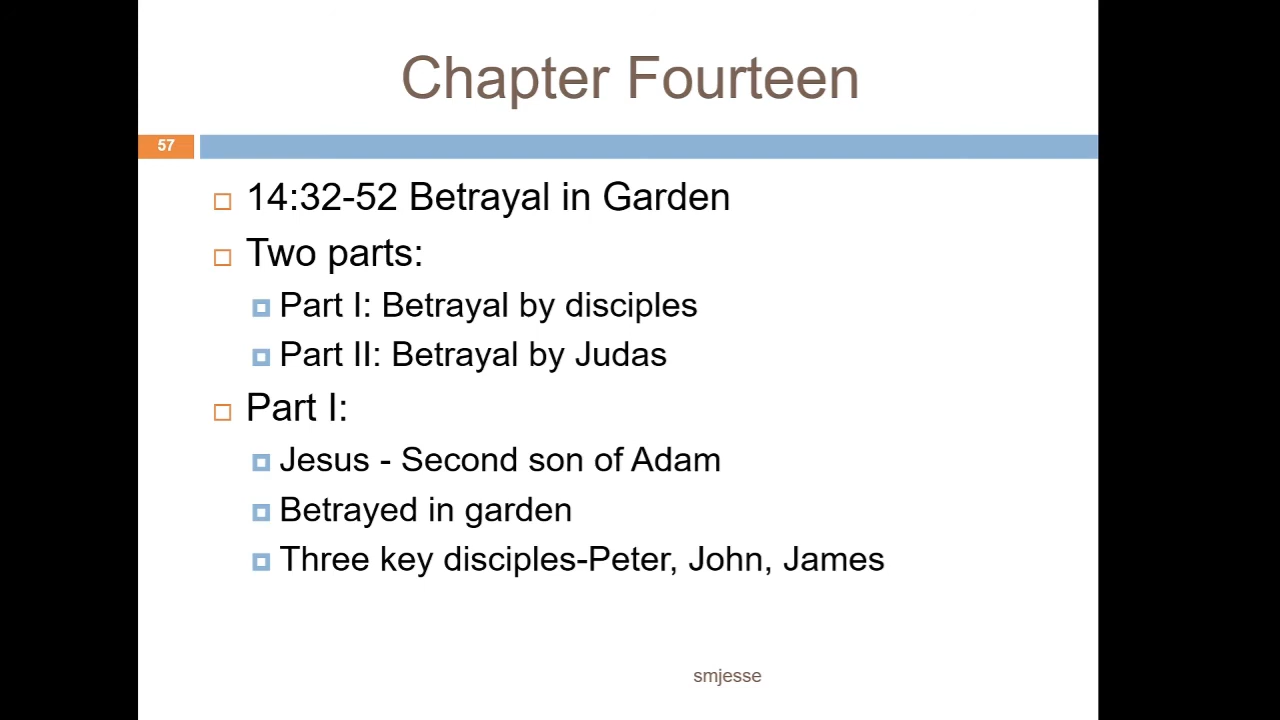 Chapter Fourteen
57
14:32-52 Betrayal in Garden
Two parts:
Part I: Betrayal by disciples
Part II: Betrayal by Judas
Part I:
Jesus - Second son of Adam
Betrayed in garden
Three key disciples-Peter, John, James
smjesse